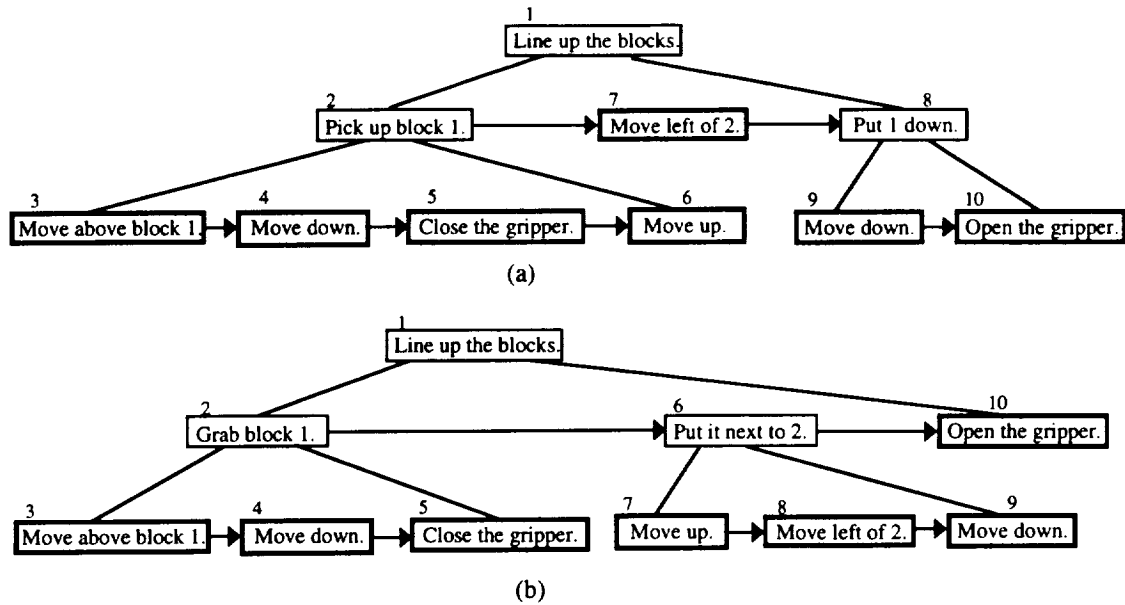 1
Line up the blocks.
2 7 8
Pick up block 1. Move left of 2. Put 1 down.
3 4 5 6 9 10
Move above block 1. Move down. Close the gripper. Move up. Move down. Open the gripper.
(a)
1
Line up the blocks.
2 6 10
Grab block 1. Put it next to 2. Open the gripper.
3 4 5 7 8 9
Move above block 1. Move down. Close the gripper. Move up. Move left of 2. Move down.
(b)